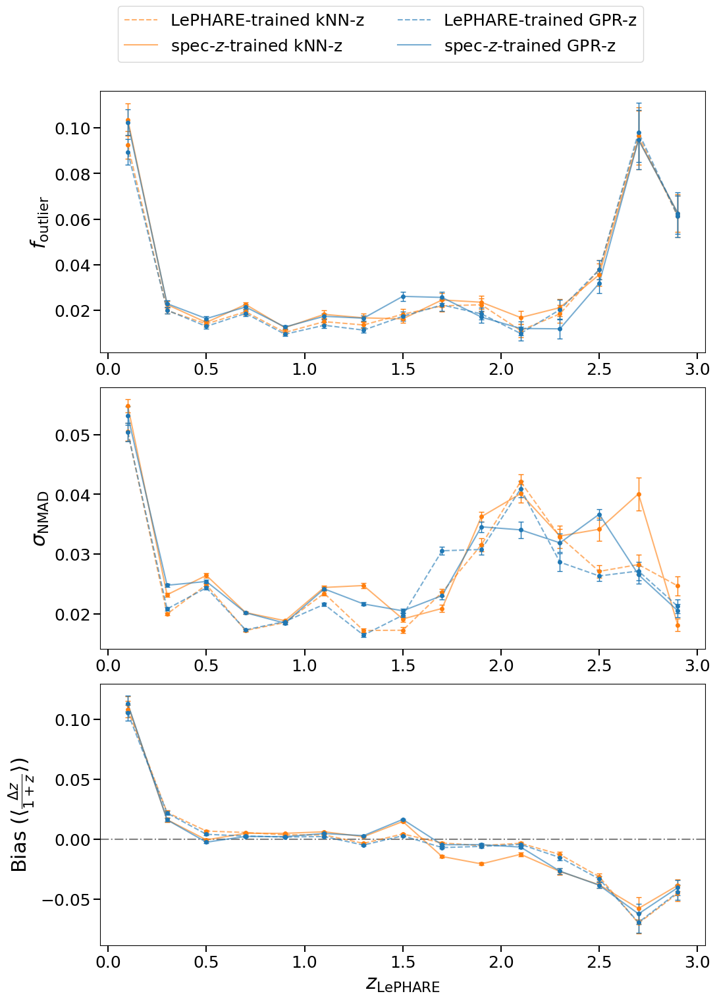 LePHARE-trained kNN-z LePHARE-trained GPR-z
spec-z-trained kNN-z spec-z-trained GPR-z
0.10
0.08
0.06
0.04
0.02
f_outlier
0.0 0.5 1.0 1.5 2.0 2.5 3.0
0.05
0.04
0.03
0.02
σ_NMAD
0.0 0.5 1.0 1.5 2.0 2.5 3.0
0.10
0.05
0.00
−0.05
Bias (⟨Δz/1 + z⟩)
0.0 0.5 1.0 1.5 2.0 2.5 3.0
z_LePHARE